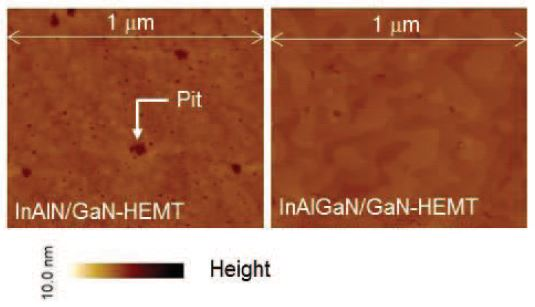 1 μm
1 μm
Pit
InAlN/GaN-HEMT
InAlGaN/GaN-HEMT
10.0 nm
Height